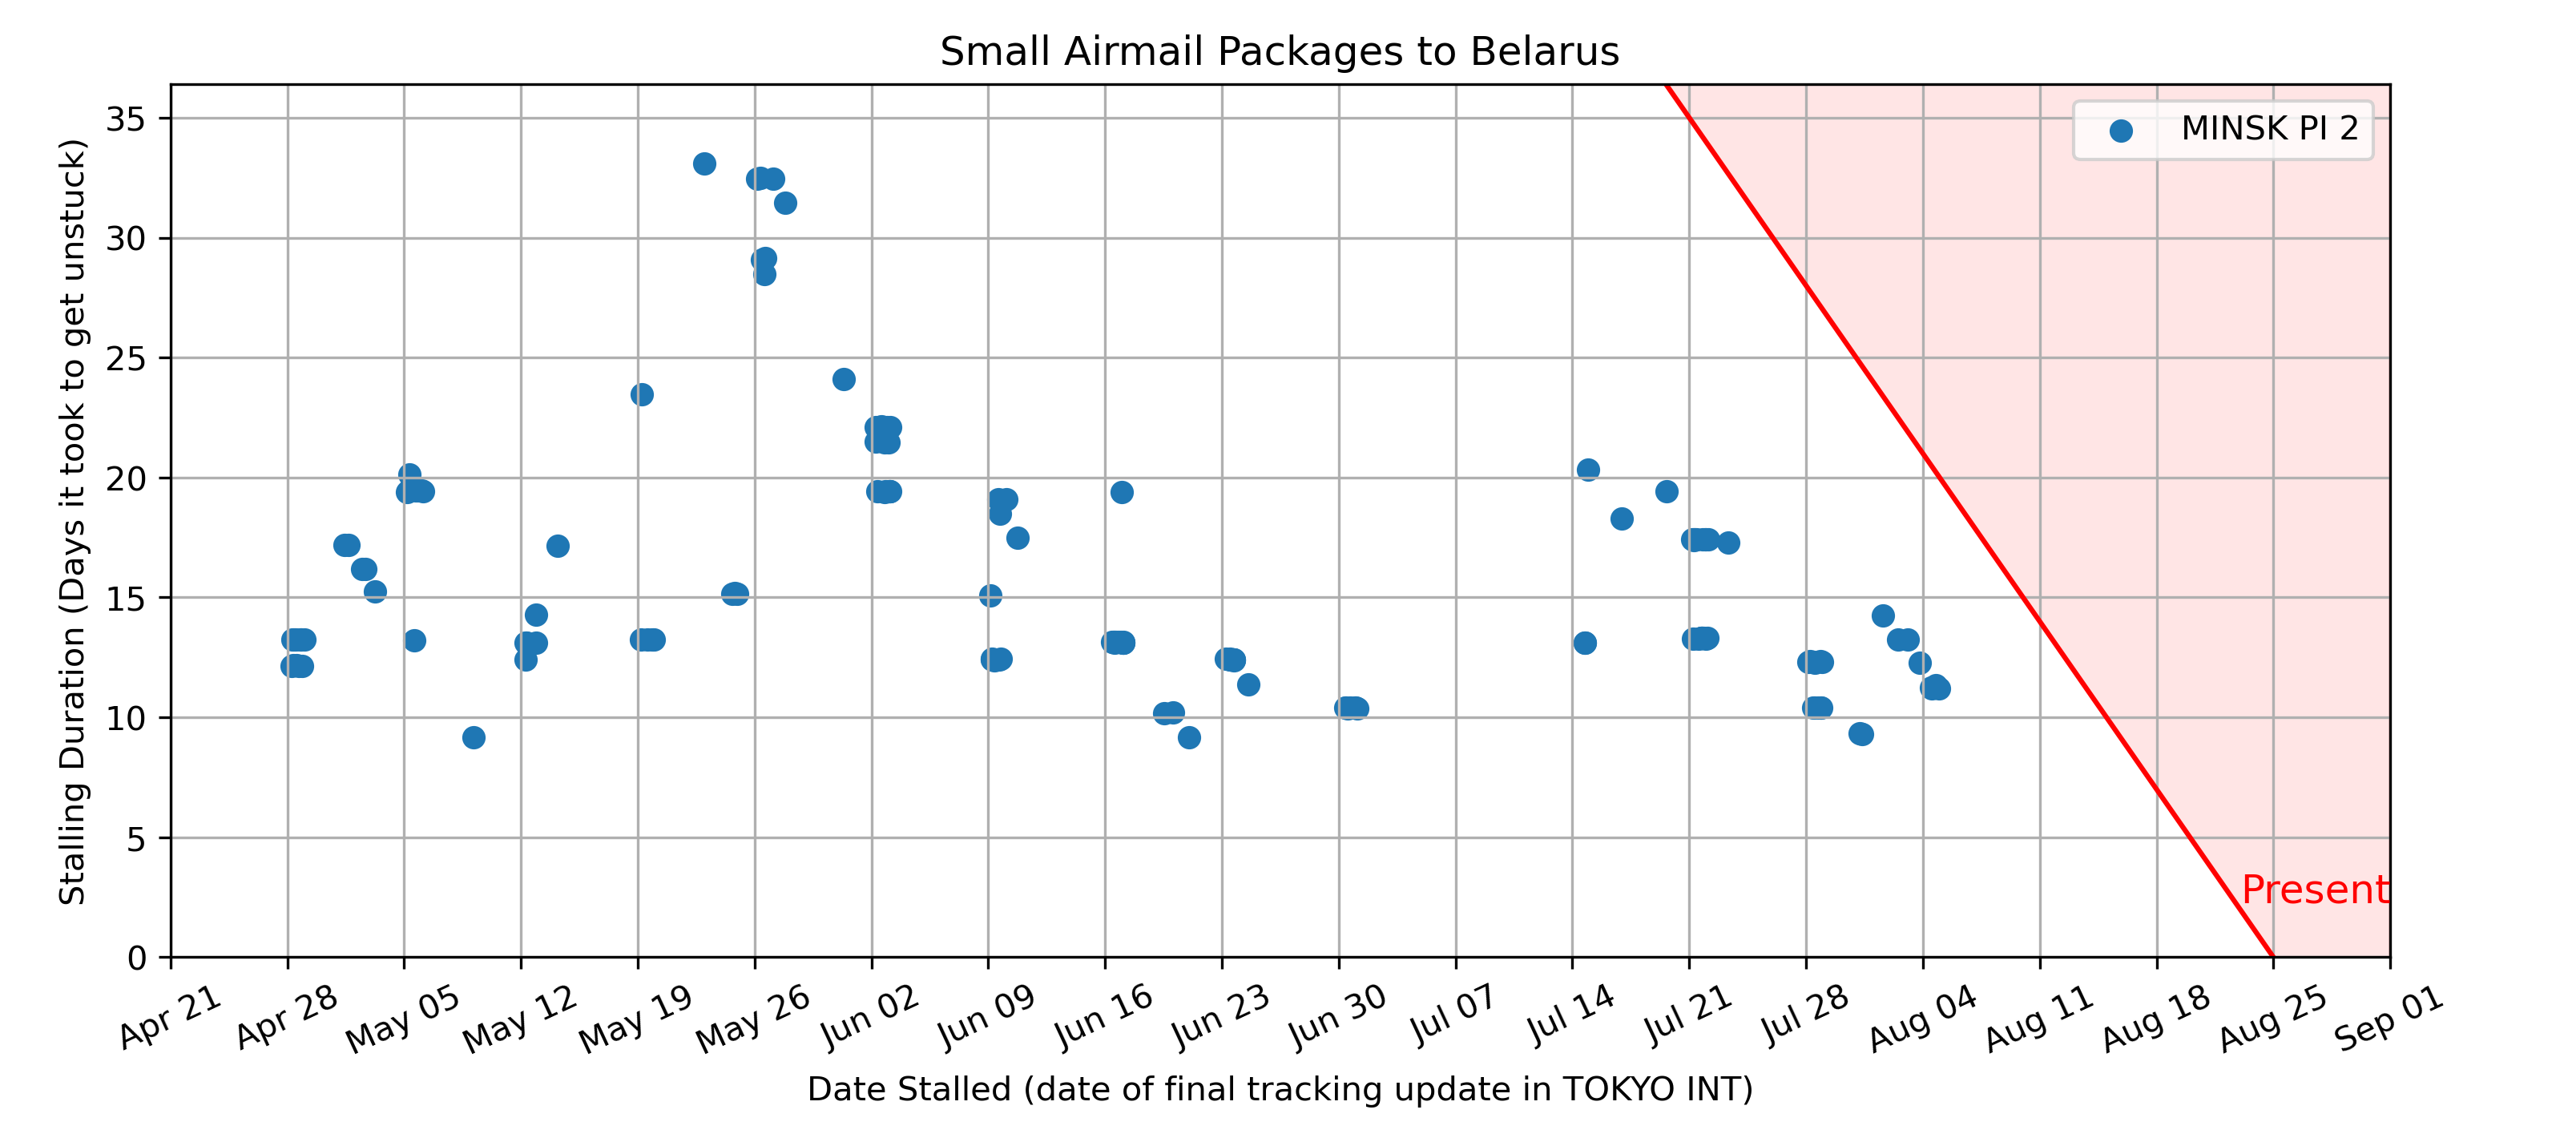 Small Airmail Packages to Belarus
MINSK PI 2
Stalling Duration (Days it took to get unstuck)
35
30
25
20
15
10
5
0
Present
Apr 21
Apr 28
May 05
May 12
May 19
May 26
Jun 02
Jun 09
Jun 16
Jun 23
Jun 30
Jul 07
Jul 14
Jul 21
Jul 28
Aug 04
Aug 11
Aug 18
Aug 25
Sep 01
Date Stalled (date of final tracking update in TOKYO INT)